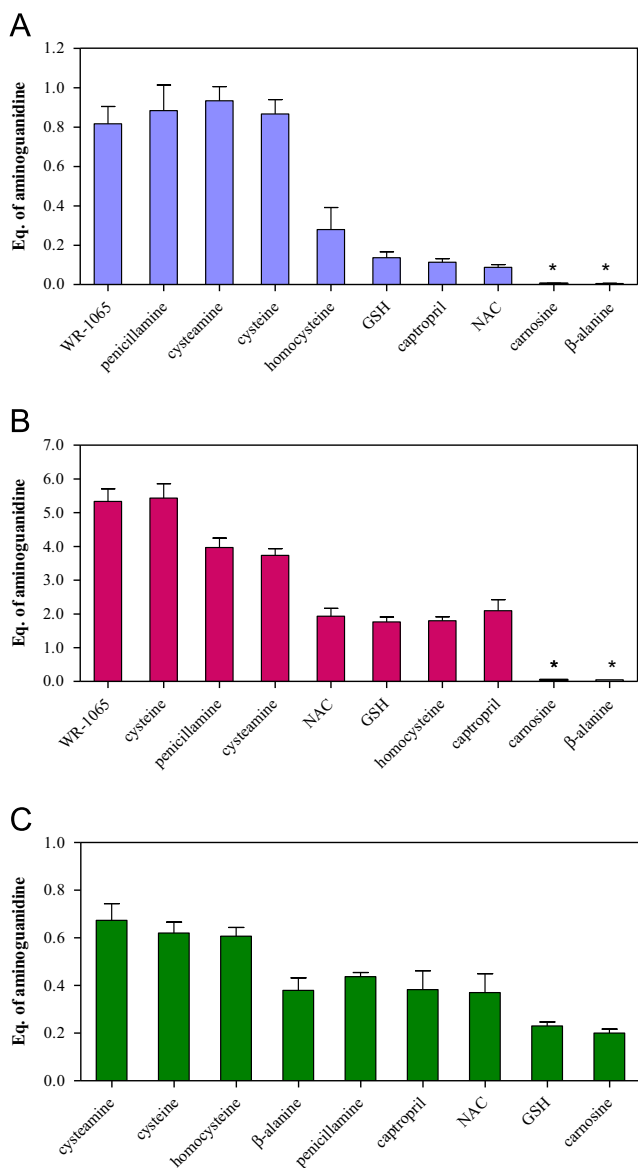 A
1.2
1.0
0.8
0.6
0.4
0.2
0.0
Eq. of aminoguanidine
* *
WR-1065 penicillamine cysteamine cysteine homocysteine GSH captropril NAC carnosine β-alanine
B
7.0
6.0
5.0
4.0
3.0
2.0
1.0
0.0
Eq. of aminoguanidine
* *
WR-1065 cysteine penicillamine cysteamine NAC GSH homocysteine captropril carnosine β-alanine
C
1.0
0.8
0.6
0.4
0.2
0.0
Eq. of aminoguanidine
cysteamine cysteine homocysteine β-alanine penicillamine captropril NAC GSH carnosine